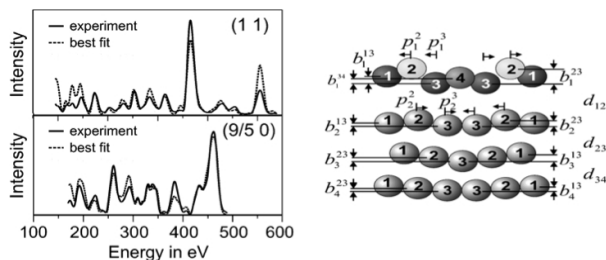 experiment
best fit
(1 1)
Intensity
experiment
best fit
(9/5 0)
Intensity
100 200 300 400 500 600
Energy in eV
p₁² p₁³
b₁¹³ 2 2 b₁²³
1 3 4 3 1
b₁³⁴
d₁₂
p₂² p₂³
b₂¹³ 1 2 3 3 2 1 b₂²³
d₂₃
b₃²³ 1 2 3 2 1 b₃¹³
d₃₄
b₄²³ 1 2 3 3 2 1 b₄¹³